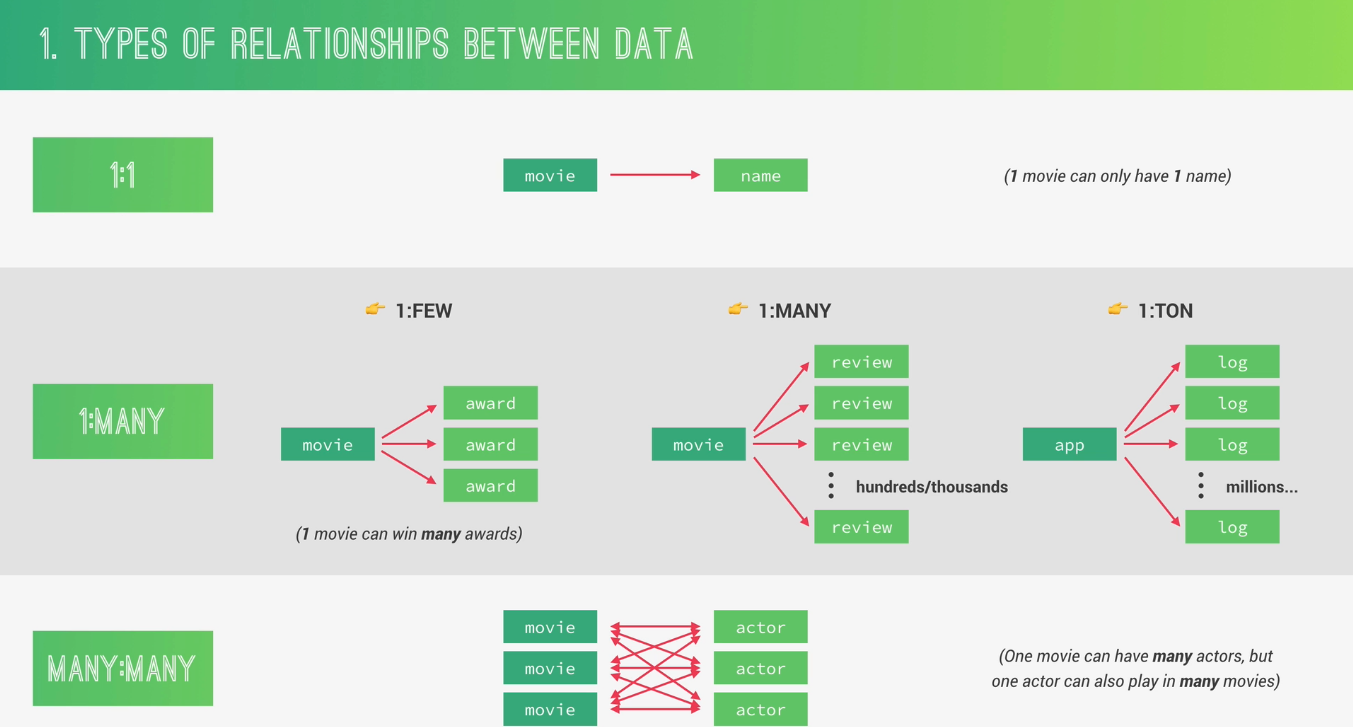 1. TYPES OF RELATIONSHIPS BETWEEN DATA
1:1
movie
name
(1 movie can only have 1 name)
1:MANY
👉 1:FEW
movie
award
award
award
(1 movie can win many awards)
👉 1:MANY
movie
review
review
review
hundreds/thousands
review
👉 1:TON
app
log
log
log
millions...
log
MANY:MANY
movie
actor
movie
actor
movie
actor
(One movie can have many actors, but
one actor can also play in many movies)